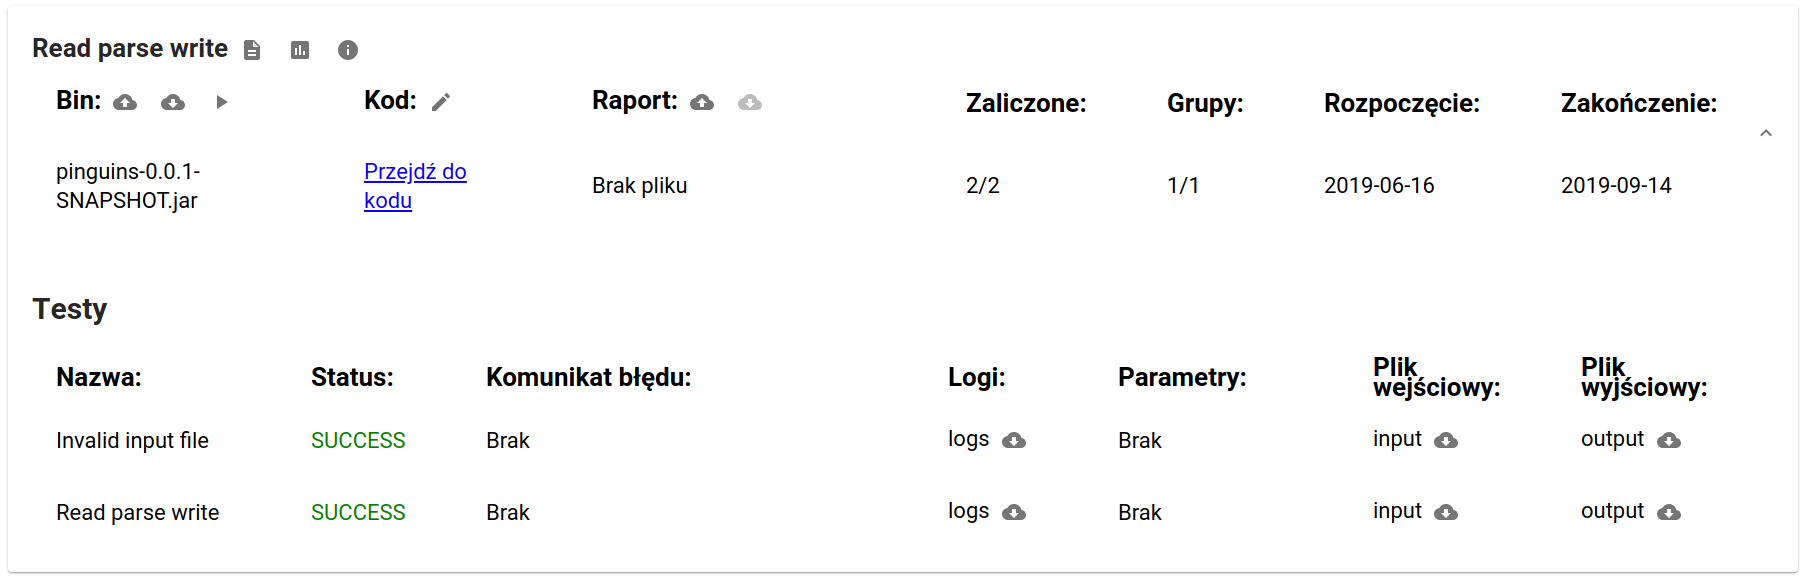 Read parse write
Bin: Kod: Raport: Zaliczone: Grupy: Rozpoczęcie: Zakończenie:
pinguins-0.0.1-
SNAPSHOT.jar
Przejdź do
kodu
Brak pliku 2/2 1/1 2019-06-16 2019-09-14
Testy
Nazwa: Status: Komunikat błędu: Logi: Parametry: Plik
wejściowy: Plik
wyjściowy:
Invalid input file SUCCESS Brak logs Brak input output
Read parse write SUCCESS Brak logs Brak input output